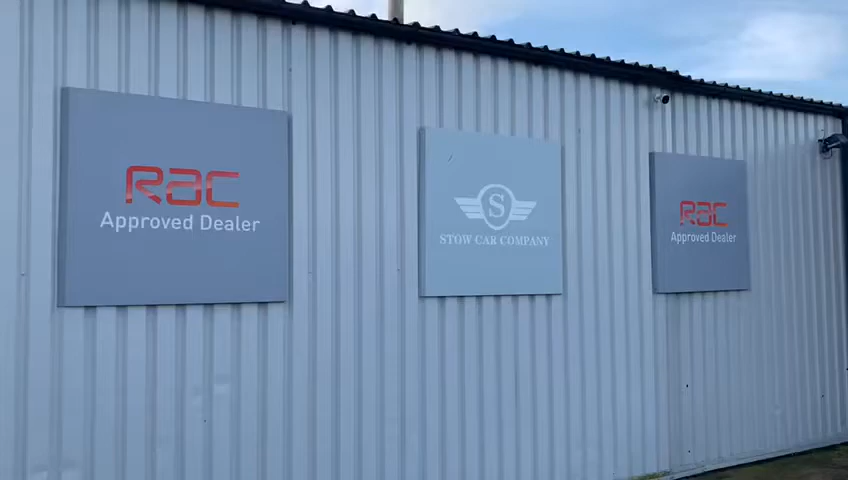 RAC
Approved Dealer
S
STOW CAR COMPANY
RAC
Approved Dealer